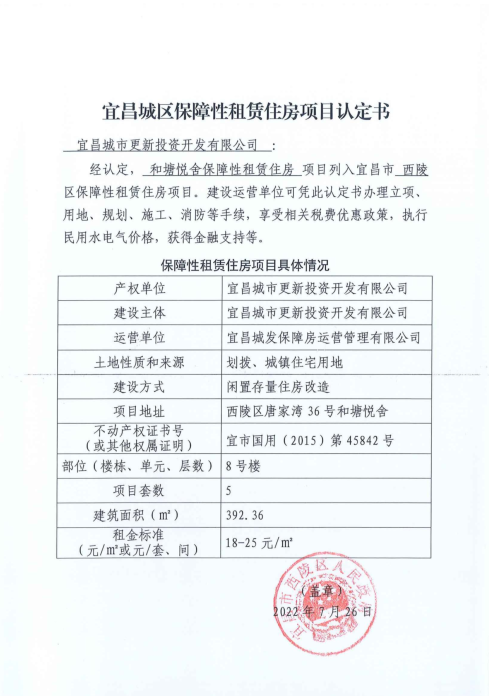 宜昌城区保障性租赁住房项目认定书
宜昌城市更新投资开发有限公司 ：
经认定， 和塘悦舍保障性租赁住房 项目列入宜昌市 西陵
区保障性租赁住房项目。建设运营单位可凭此认定书办理立项、
用地、规划、施工、消防等手续，享受相关税费优惠政策，执行
民用水电气价格，获得金融支持等。
保障性租赁住房项目具体情况
产权单位 宜昌城市更新投资开发有限公司
建设主体 宜昌城市更新投资开发有限公司
运营单位 宜昌城发保障房运营管理有限公司
土地性质和来源 划拨、城镇住宅用地
建设方式 闲置存量住房改造
项目地址 西陵区唐家湾 36 号和塘悦舍
不动产权证书号
（或其他权属证明） 宜市国用（2015）第 45842 号
部位（楼栋、单元、层数） 8 号楼
项目套数 5
建筑面积（㎡） 392.36
租金标准
（元/㎡或元/套、间） 18-25 元/㎡
宜昌市西陵区人民政府
（盖章）
2022 年 7 月 26 日